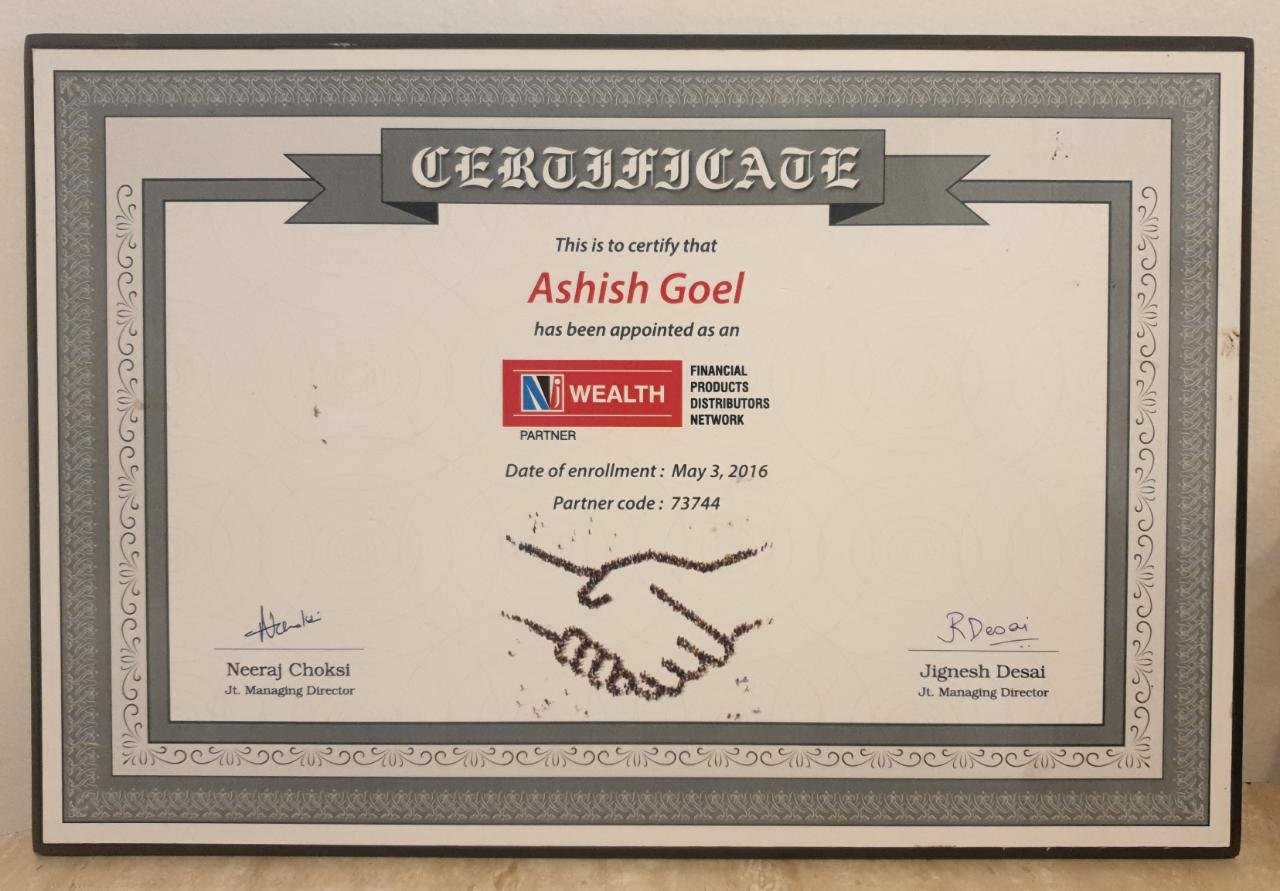 CERTIFICATE
This is to certify that
Ashish Goel
has been appointed as an
NJ WEALTH
FINANCIAL
PRODUCTS
DISTRIBUTORS
NETWORK
PARTNER
Date of enrollment : May 3, 2016
Partner code : 73744
Neeraj Choksi
Jt. Managing Director
JRDesai
Jignesh Desai
Jt. Managing Director